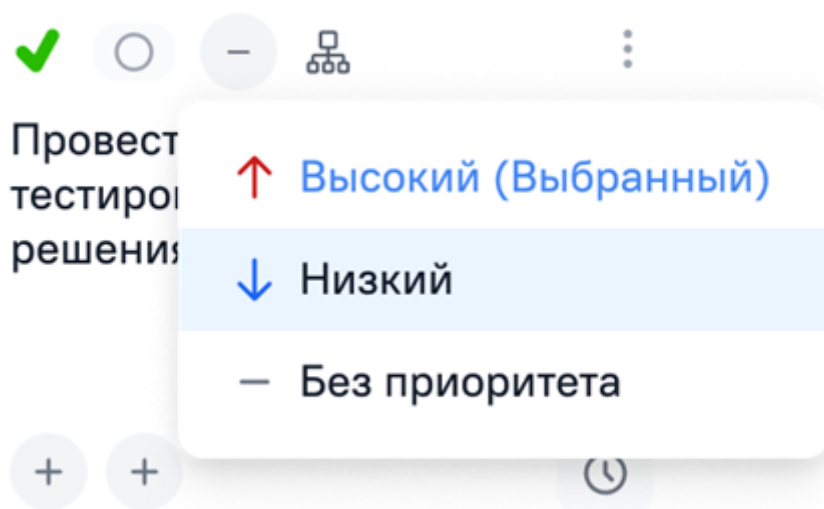 Провест
тестиро
решения
Высокий (Выбранный)
Низкий
Без приоритета